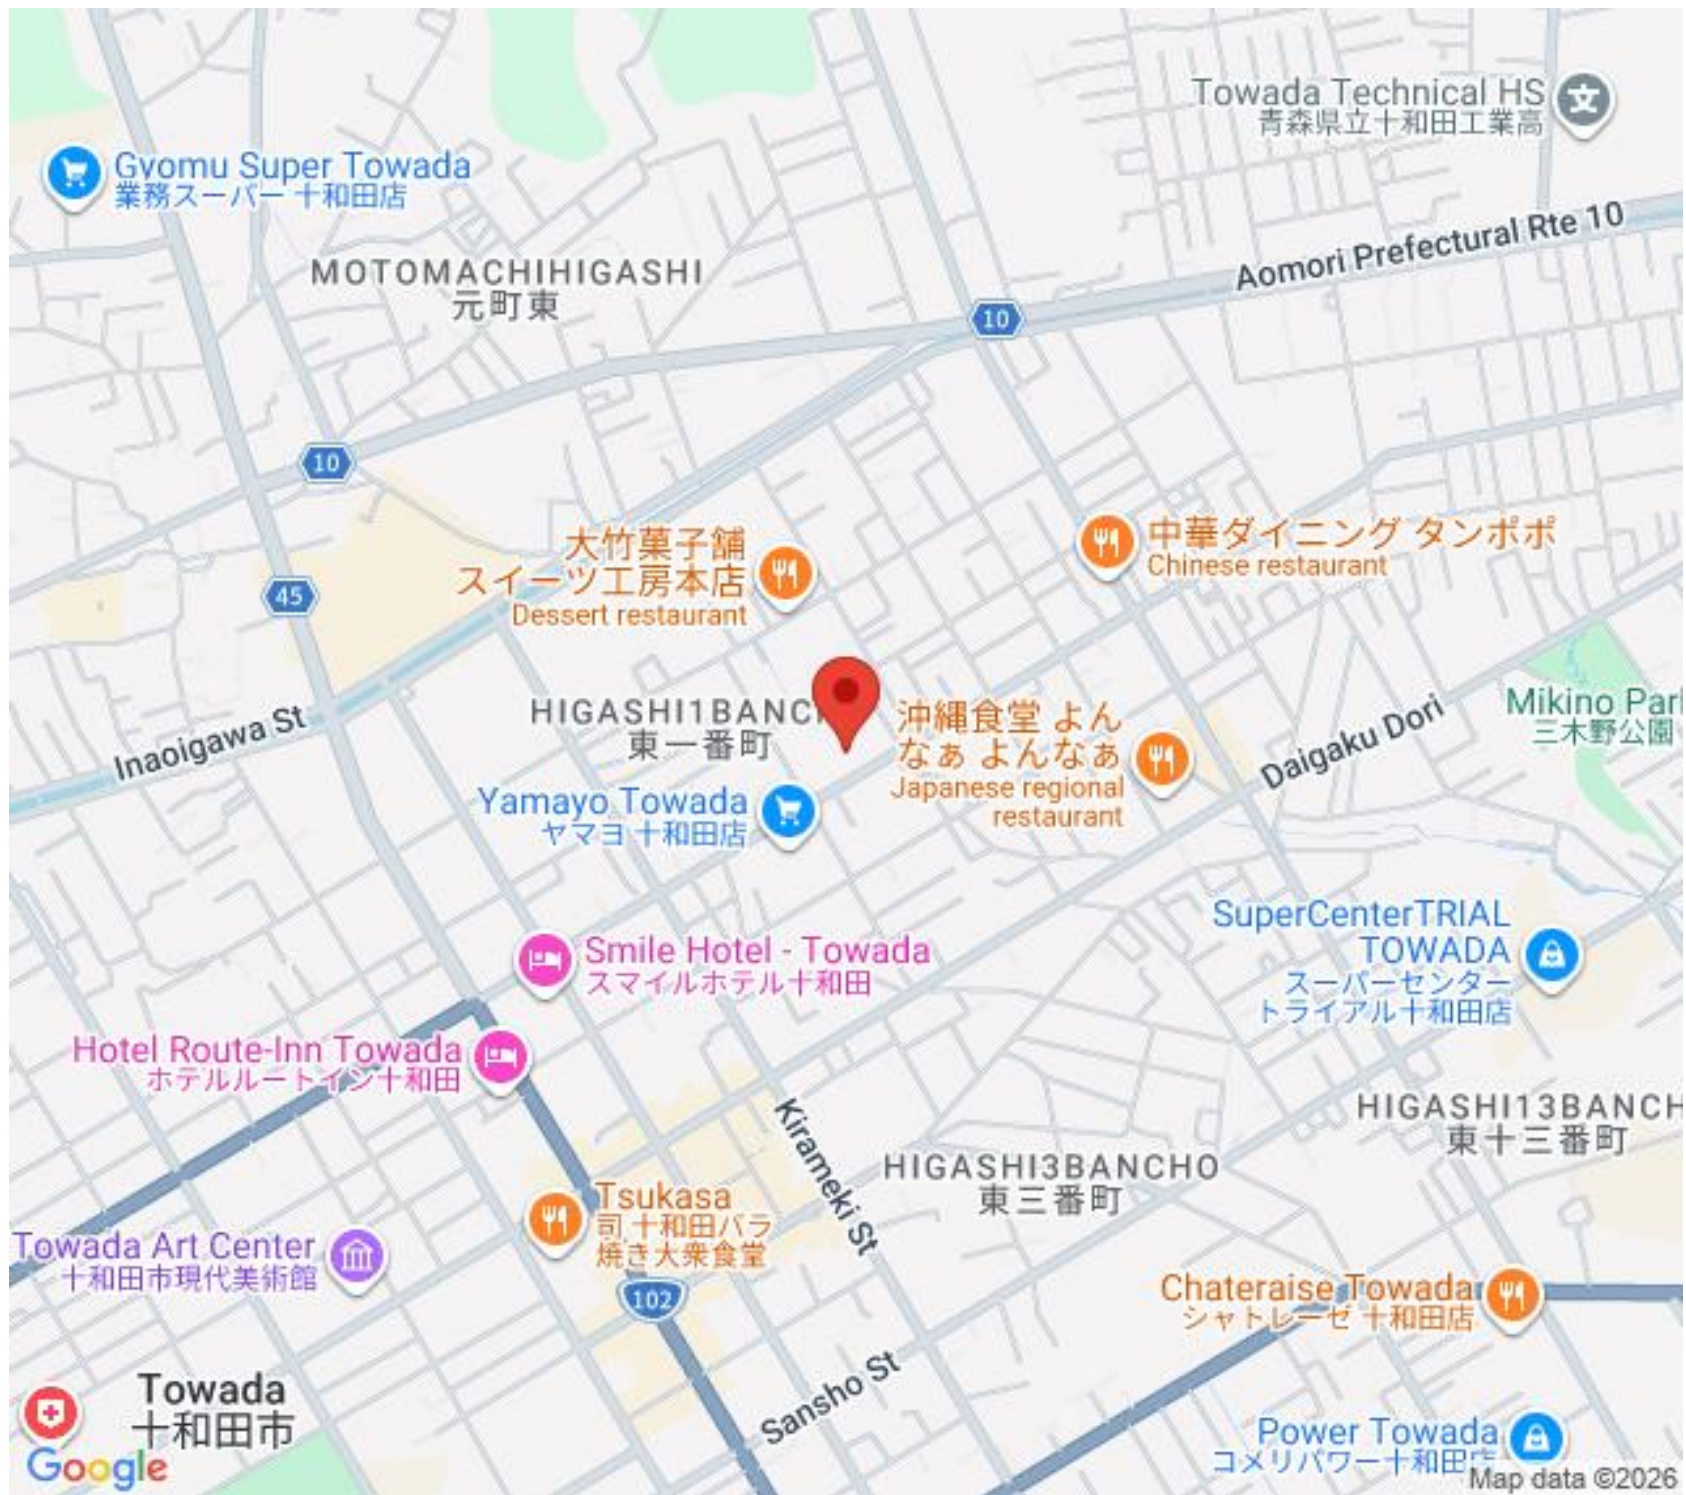 Towada Technical HS
青森県立十和田工業高
Gyomu Super Towada
業務スーパー 十和田店
Aomori Prefectural Rte 10
MOTOMACHIHIGASHI
元町東
10
10
大竹菓子舗
スイーツ工房本店
Dessert restaurant
中華ダイニング タンポポ
Chinese restaurant
45
Inaoigawa St
HIGASHI1BANC
東一番町
沖縄食堂 よん
なぁ よんなぁ
Japanese regional
restaurant
Daigaku Dori
Mikino Par
三木野公園
Yamayo Towada
ヤマヨ 十和田店
SuperCenterTRIAL
TOWADA
スーパーセンター
トライアル十和田店
Smile Hotel - Towada
スマイルホテル十和田
Hotel Route-Inn Towada
ホテルルートイン十和田
Kirameki St
HIGASHI13BANCH
東十三番町
HIGASHI3BANCHO
東三番町
Tsukasa
司 十和田バラ
焼き大衆食堂
Towada Art Center
十和田市現代美術館
102
Chateraise Towada
シャトレーゼ 十和田店
Sansho St
Towada
十和田市
Power Towada
コメリパワー十和田店
Google
Map data ©2026